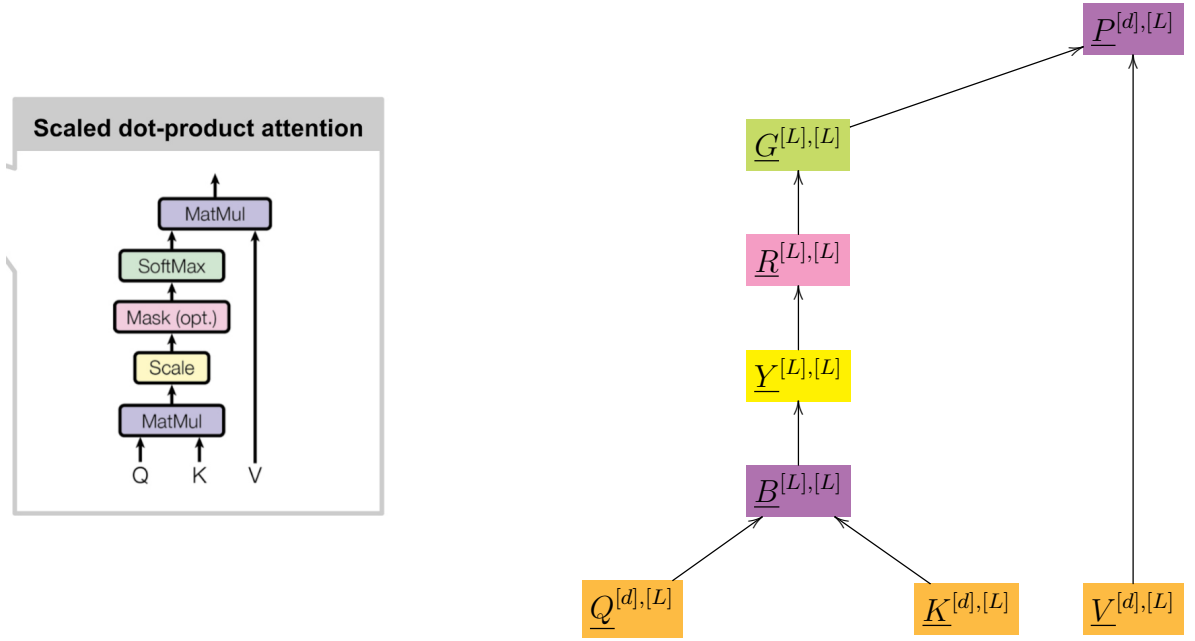 Scaled dot-product attention
MatMul
SoftMax
Mask (opt.)
Scale
MatMul
Q K V
P^{[d],[L]}
G^{[L],[L]}
R^{[L],[L]}
Y^{[L],[L]}
B^{[L],[L]}
Q^{[d],[L]} K^{[d],[L]} V^{[d],[L]}